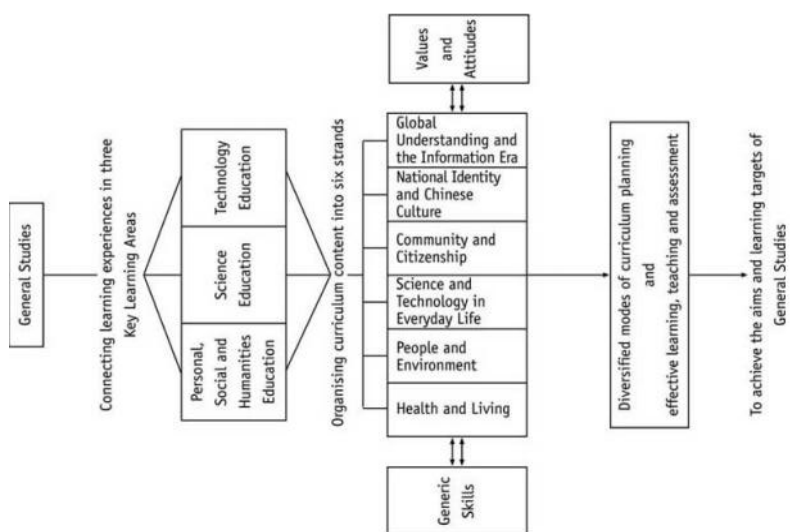 General Studies
Connecting learning experiences in three
Key Learning Areas
Personal,
Social and
Humanities
Education
Science
Education
Technology
Education
Organising curriculum content into six strands
Generic
Skills
Health and Living
People and
Environment
Science and
Technology in
Everyday Life
Community and
Citizenship
National Identity
and Chinese
Culture
Global
Understanding and
the Information Era
Values
and
Attitudes
Diversified modes of curriculum planning
and
effective learning, teaching and assessment
To achieve the aims and learning targets of
General Studies